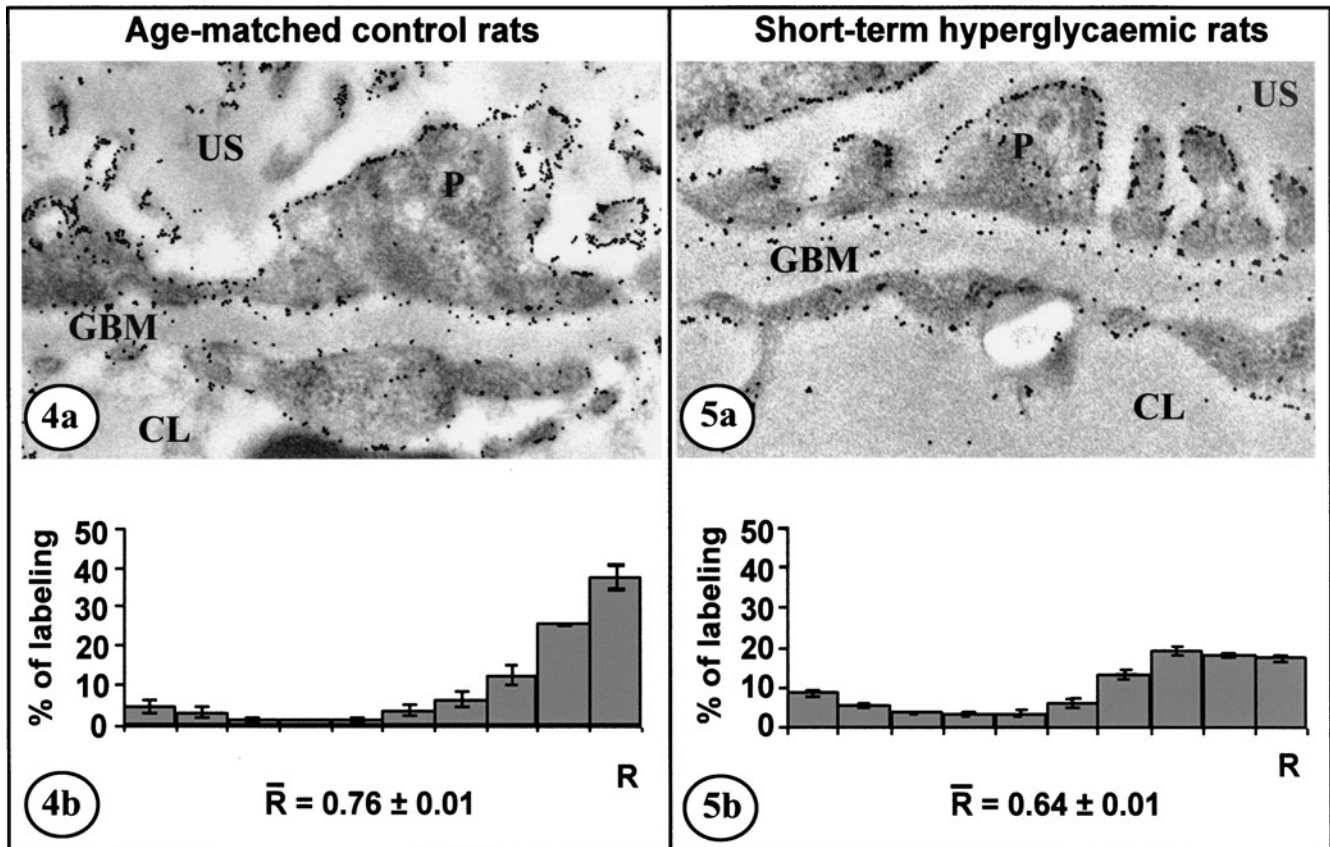 Age-matched control rats
US
P
GBM
4a
CL
% of labeling
50
40
30
20
10
0
R
4b
R̅ = 0.76 ± 0.01
Short-term hyperglycaemic rats
US
P
GBM
5a
CL
% of labeling
50
40
30
20
10
0
R
5b
R̅ = 0.64 ± 0.01